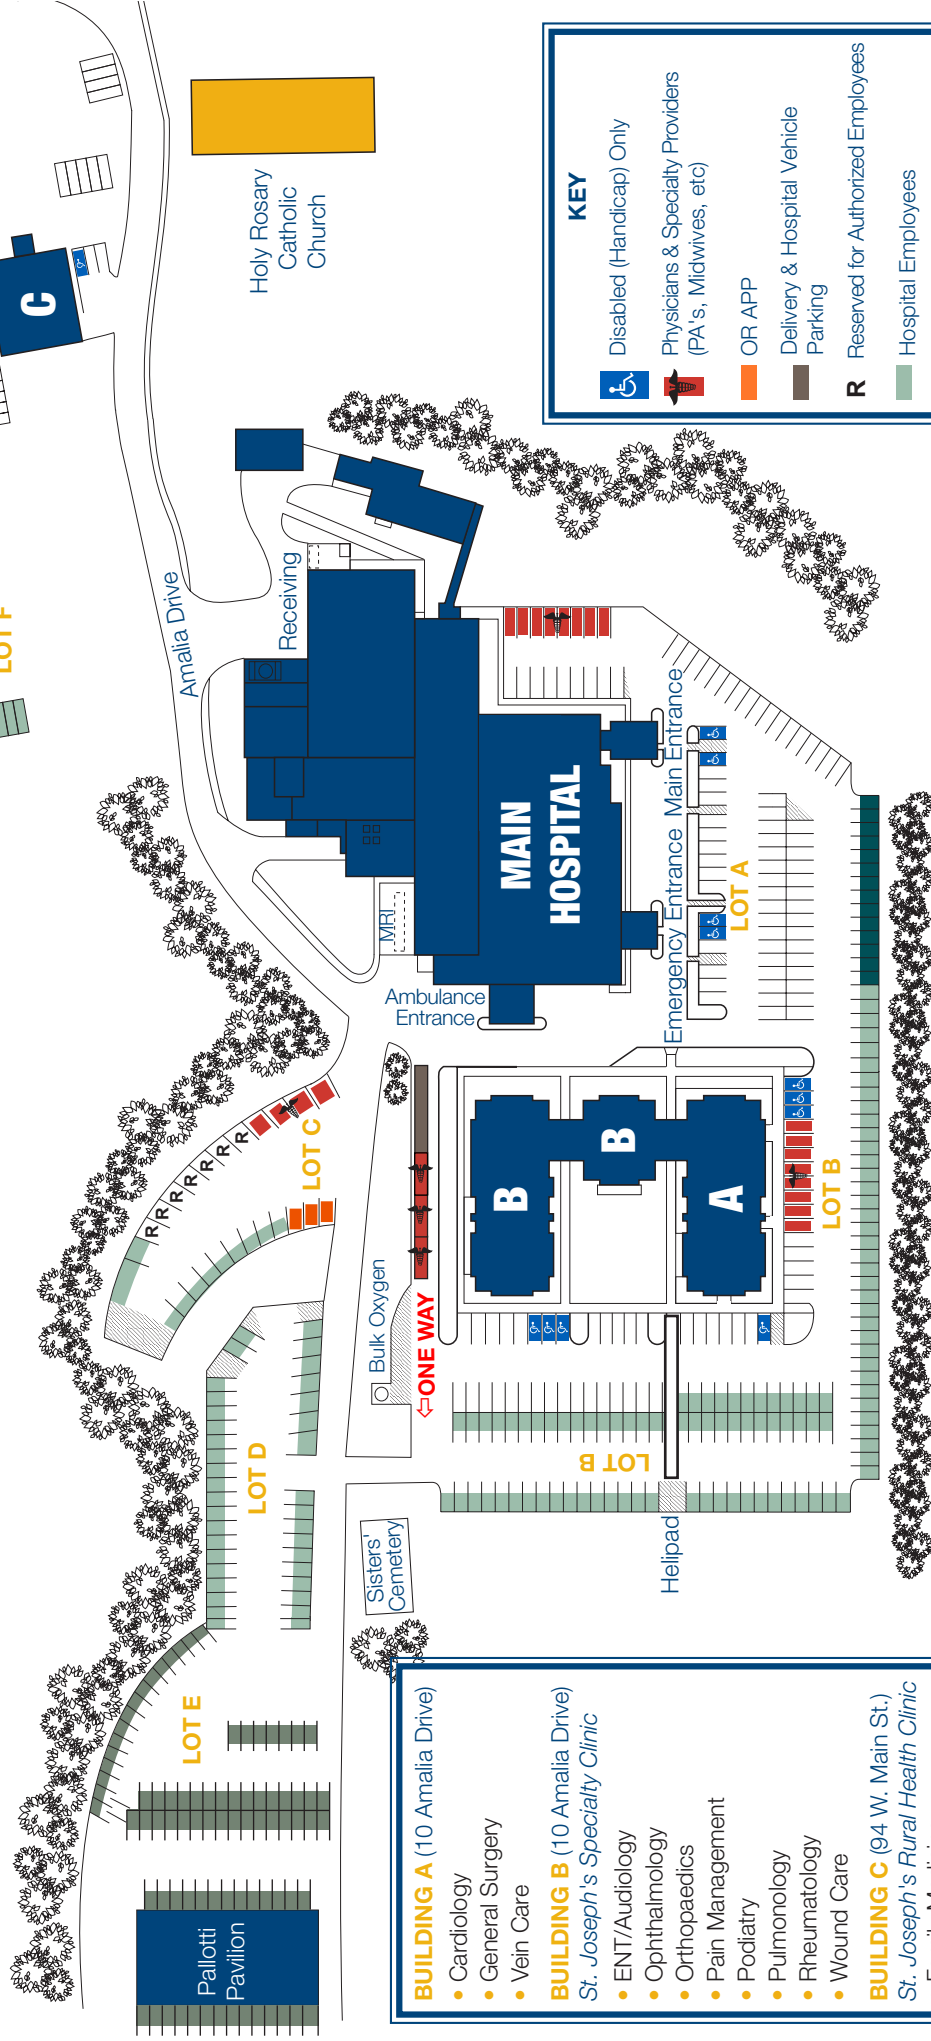 LOT F
C
Holy Rosary
Catholic
Church
Amalia Drive
Receiving
MAIN
HOSPITAL
MRI
Ambulance
Entrance
Emergency Entrance
Main Entrance
LOT A
R
R
R
R
R
R
LOT C
Bulk Oxygen
ONE WAY
B
B
A
LOT B
LOT B
LOT D
Helipad
Sisters'
Cemetery
LOT E
Pallotti
Pavilion
KEY
Disabled (Handicap) Only
Physicians & Specialty Providers
(PA's, Midwives, etc)
OR APP
Delivery & Hospital Vehicle
Parking
R Reserved for Authorized Employees
Hospital Employees
BUILDING A (10 Amalia Drive)
• Cardiology
• General Surgery
• Vein Care
BUILDING B (10 Amalia Drive)
St. Joseph's Specialty Clinic
• ENT/Audiology
• Ophthalmology
• Orthopaedics
• Pain Management
• Podiatry
• Pulmonology
• Rheumatology
• Wound Care
BUILDING C (94 W. Main St.)
St. Joseph's Rural Health Clinic